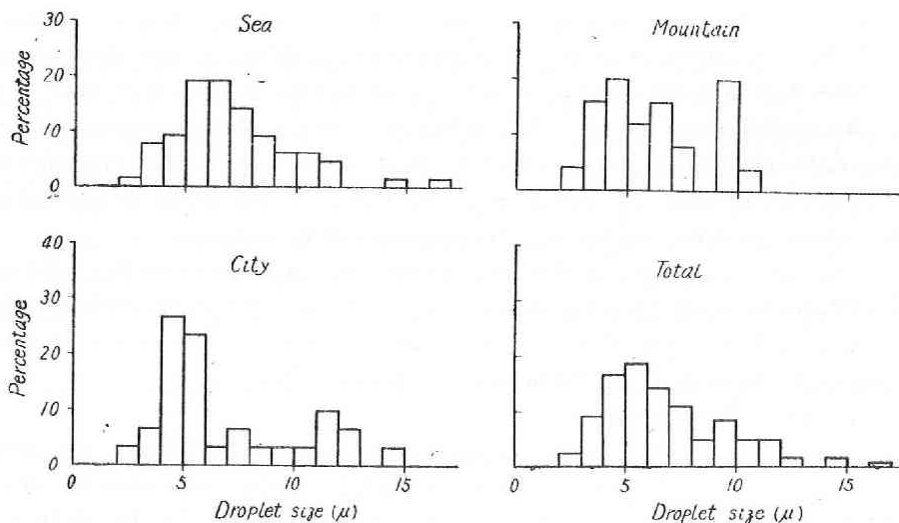 Sea
Percentage
30
20
10
0
Mountain
City
Percentage
40
30
20
10
0
0 5 10 15
Droplet size (μ)
Total
0 5 10 15
Droplet size (μ)